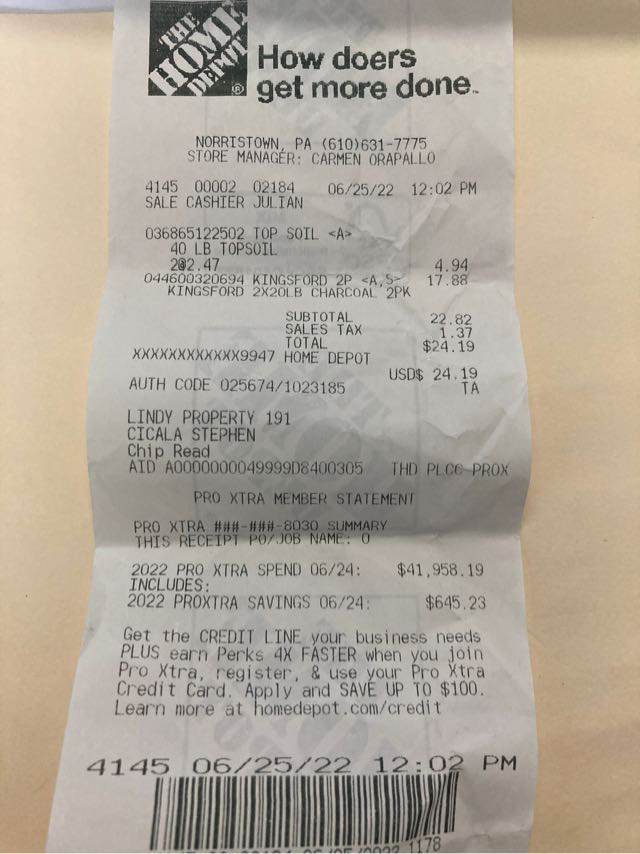 THE
HOME
DEPOT®
How doers
get more done™
NORRISTOWN, PA (610)631-7775
STORE MANAGER: CARMEN ORAPALLO
4145 00002 02184 06/25/22 12:02 PM
SALE CASHIER JULIAN
036865122502 TOP SOIL <A>
40 LB TOPSOIL
2@2.47 4.94
044600320694 KINGSFORD 2P <A,S> 17.88
KINGSFORD 2X20LB CHARCOAL 2PK
SUBTOTAL 22.82
SALES TAX 1.37
TOTAL $24.19
XXXXXXXXXXXX9947 HOME DEPOT
USD$ 24.19
AUTH CODE 025674/1023185 TA
LINDY PROPERTY 191
CICALA STEPHEN
Chip Read
AID A0000000049999D8400305 THD PLCC PROX
PRO XTRA MEMBER STATEMENT
PRO XTRA ###-###-8030 SUMMARY
THIS RECEIPT PO/JOB NAME: 0
2022 PRO XTRA SPEND 06/24: $41,958.19
INCLUDES:
2022 PROXTRA SAVINGS 06/24: $645.23
Get the CREDIT LINE your business needs
PLUS earn Perks 4X FASTER when you join
Pro Xtra, register, & use your Pro Xtra
Credit Card. Apply and SAVE UP TO $100.
Learn more at homedepot.com/credit
4145 06/25/22 12:02 PM
1178